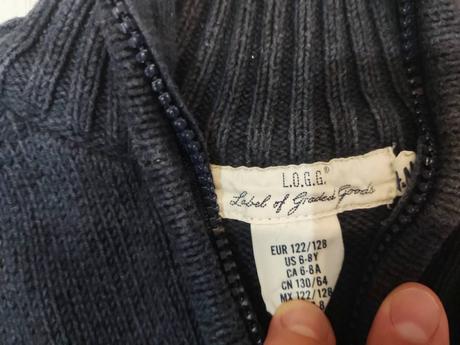 L.O.G.G.®
Label of Graded Goods
EUR 122/128
US 6-8Y
CA 6-8A
CN 130/64
MX 122/128